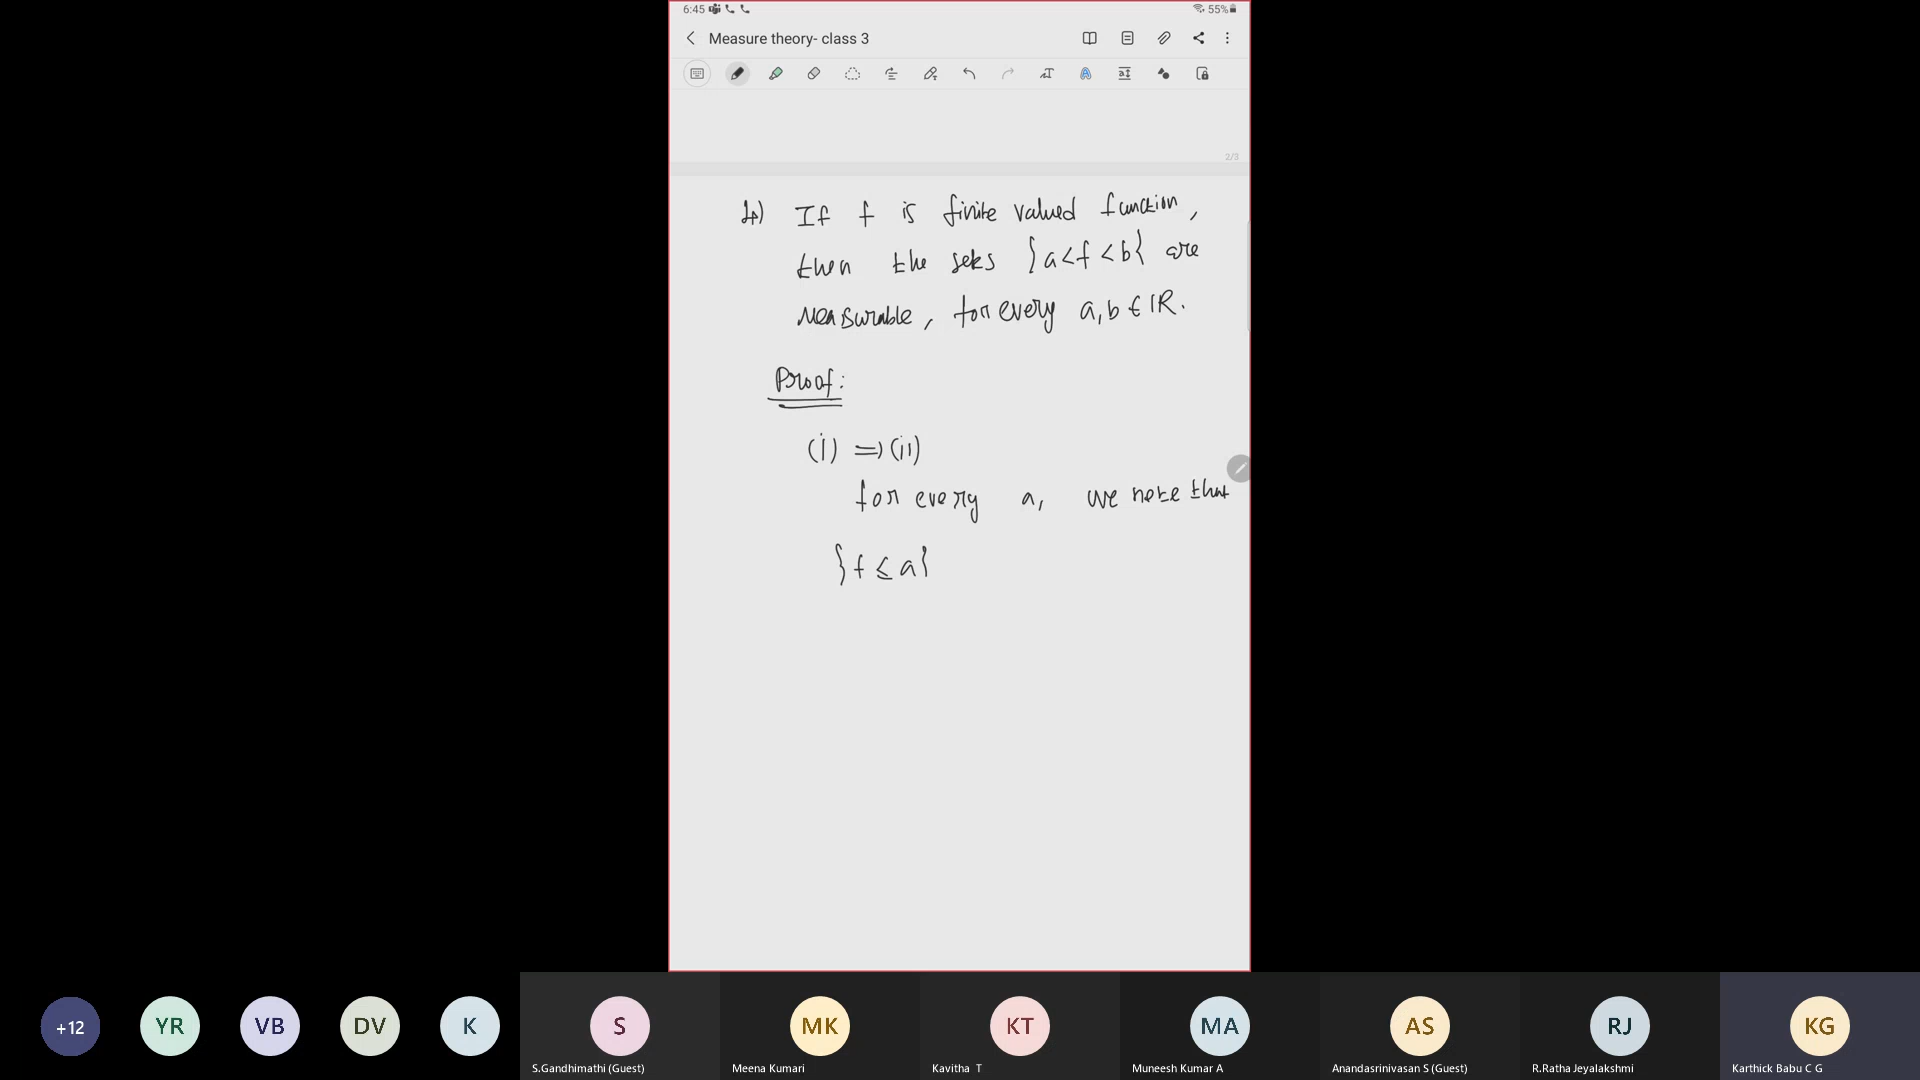 6:45
55%
Measure theory- class 3
2/3
4) If f is finite valued function,
then the sets {a<f<b} are
measurable, for every a, b ∈ IR.
Proof:
(i) => (ii)
for every a, we note that
{f ≤ a}
+12
YR
VB
DV
K
S
MK
KT
MA
AS
RJ
KG
S.Gandhimathi (Guest)
Meena Kumari
Kavitha T
Muneesh Kumar A
Anandasrinivasan S (Guest)
R.Ratha Jeyalakshmi
Karthick Babu C G